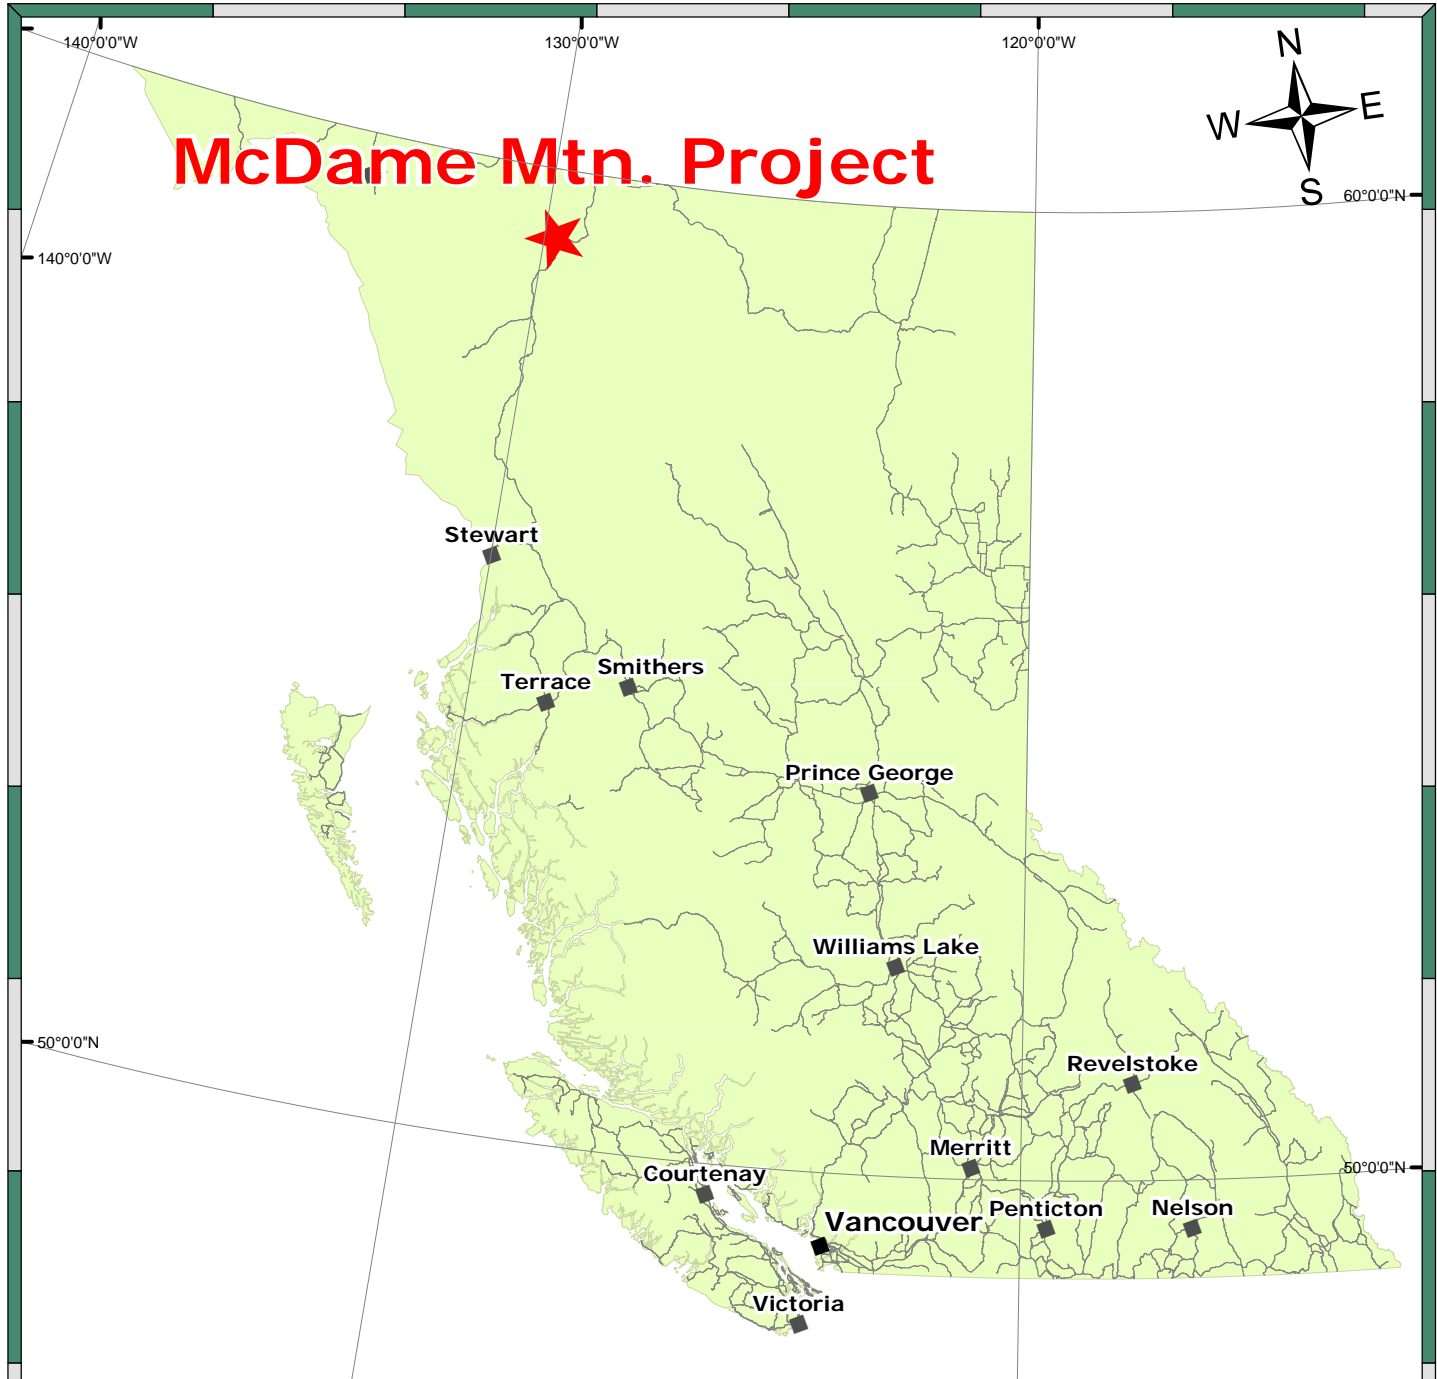 140°0'0"W
130°0'0"W
120°0'0"W
N
W
E
S
McDame Mtn. Project
60°0'0"N
140°0'0"W
Stewart
Smithers
Terrace
Prince George
Williams Lake
50°0'0"N
Revelstoke
Merritt
50°0'0"N
Courtenay
Penticton
Nelson
Vancouver
Victoria